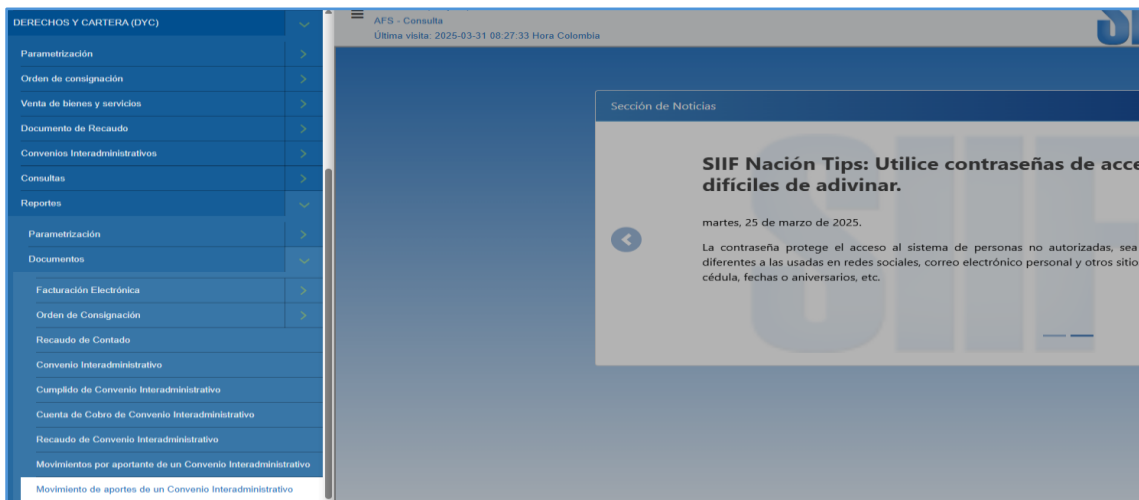 DERECHOS Y CARTERA (DYC)
Parametrización
Orden de consignación
Venta de bienes y servicios
Documento de Recaudo
Convenios Interadministrativos
Consultas
Reportes
Parametrización
Documentos
Facturación Electrónica
Orden de Consignación
Recaudo de Contado
Convenio Interadministrativo
Cumplido de Convenio Interadministrativo
Cuenta de Cobro de Convenio Interadministrativo
Recaudo de Convenio Interadministrativo
Movimientos por aportante de un Convenio Interadministrativo
Movimiento de aportes de un Convenio Interadministrativo
AFS - Consulta
Última visita: 2025-03-31 08:27:33 Hora Colombia
Sección de Noticias
SIIF Nación Tips: Utilice contraseñas de acce
difíciles de adivinar.
martes, 25 de marzo de 2025.
La contraseña protege el acceso al sistema de personas no autorizadas, sea
diferentes a las usadas en redes sociales, correo electrónico personal y otros sitio
cédula, fechas o aniversarios, etc.